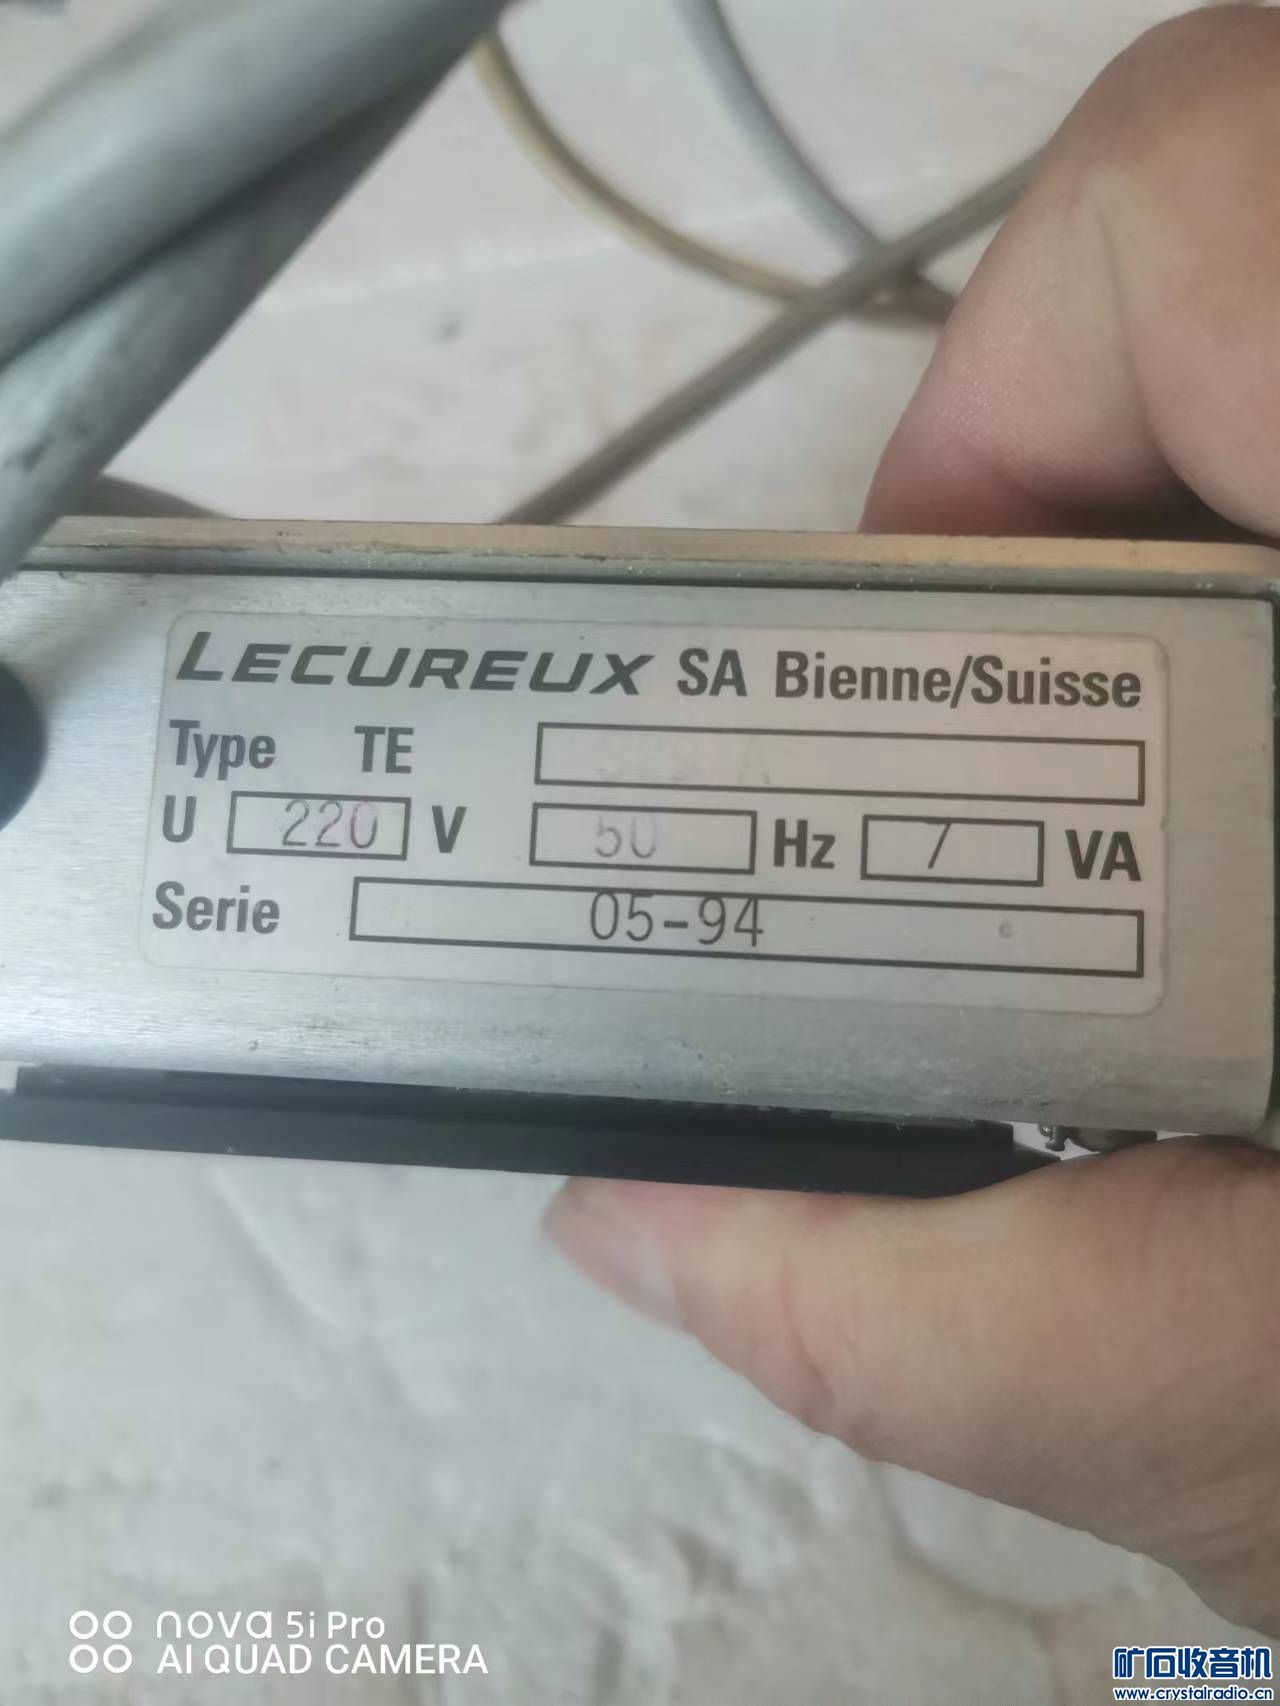 LECUREUX SA Bienne/Suisse
Type TE
U 220 V 50 Hz 7 VA
Serie 05-94
nova 5i Pro
AI QUAD CAMERA
矿石收音机
www.crystalradio.cn